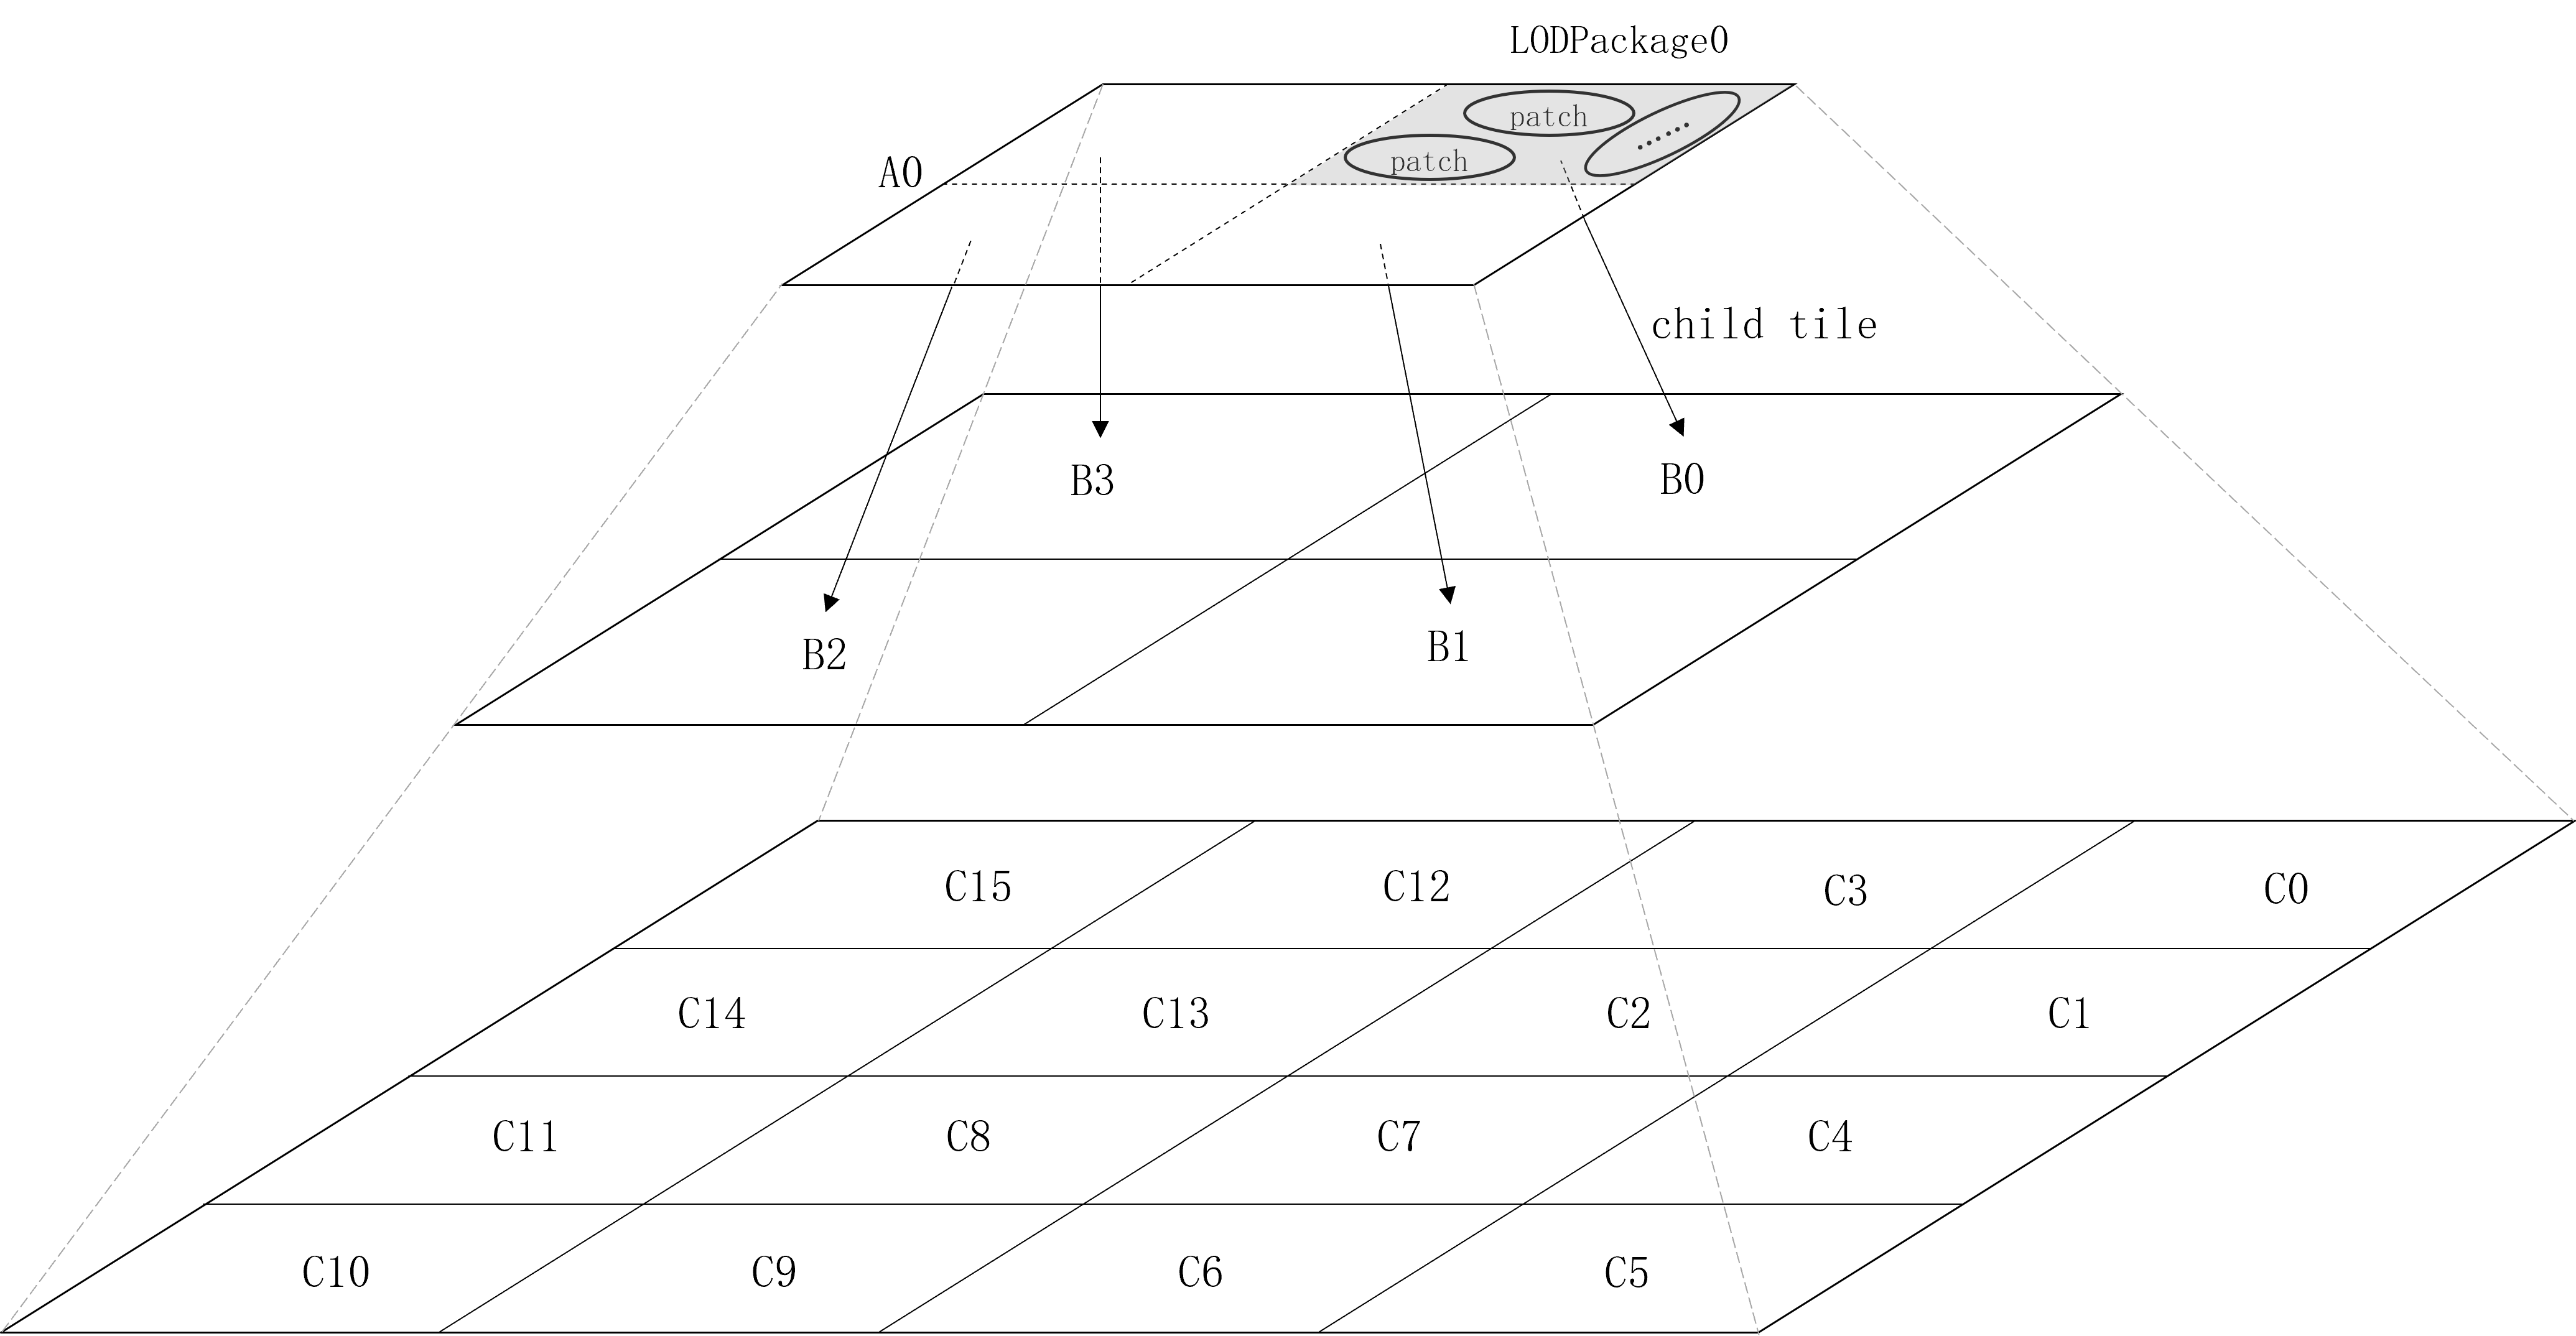 LODPackage0
patch
patch
......
A0
child tile
B3
B0
B2
B1
C15
C12
C3
C0
C14
C13
C2
C1
C11
C8
C7
C4
C10
C9
C6
C5